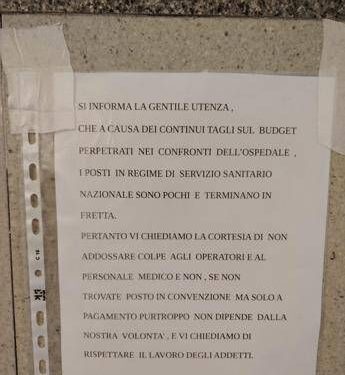 SI INFORMA LA GENTILE UTENZA ,
CHE A CAUSA DEI CONTINUI TAGLI SUL BUDGET
PERPETRATI NEI CONFRONTI DELL'OSPEDALE ,
I POSTI IN REGIME DI SERVIZIO SANITARIO
NAZIONALE SONO POCHI E TERMINANO IN
FRETTA.
PERTANTO VI CHIEDIAMO LA CORTESIA DI NON
ADDOSSARE COLPE AGLI OPERATORI E AL
PERSONALE MEDICO E NON , SE NON
TROVATE POSTO IN CONVENZIONE MA SOLO A
PAGAMENTO PURTROPPO NON DIPENDE DALLA
NOSTRA VOLONTA' , E VI CHIEDIAMO DI
RISPETTARE IL LAVORO DEGLI ADDETTI.